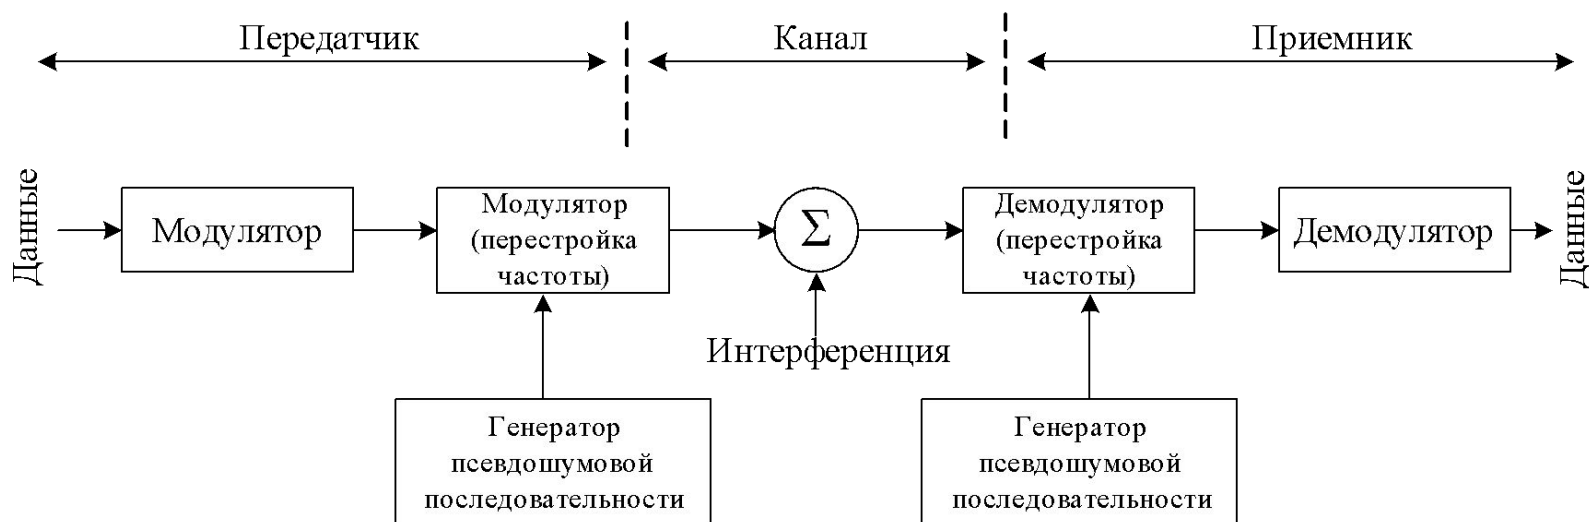 Передатчик
Канал
Приемник
Данные
Модулятор
Модулятор
(перестройка
частоты)
Σ
Демодулятор
(перестройка
частоты)
Демодулятор
Данные
Интерференция
Генератор
псевдошумовой
последовательности
Генератор
псевдошумовой
последовательности